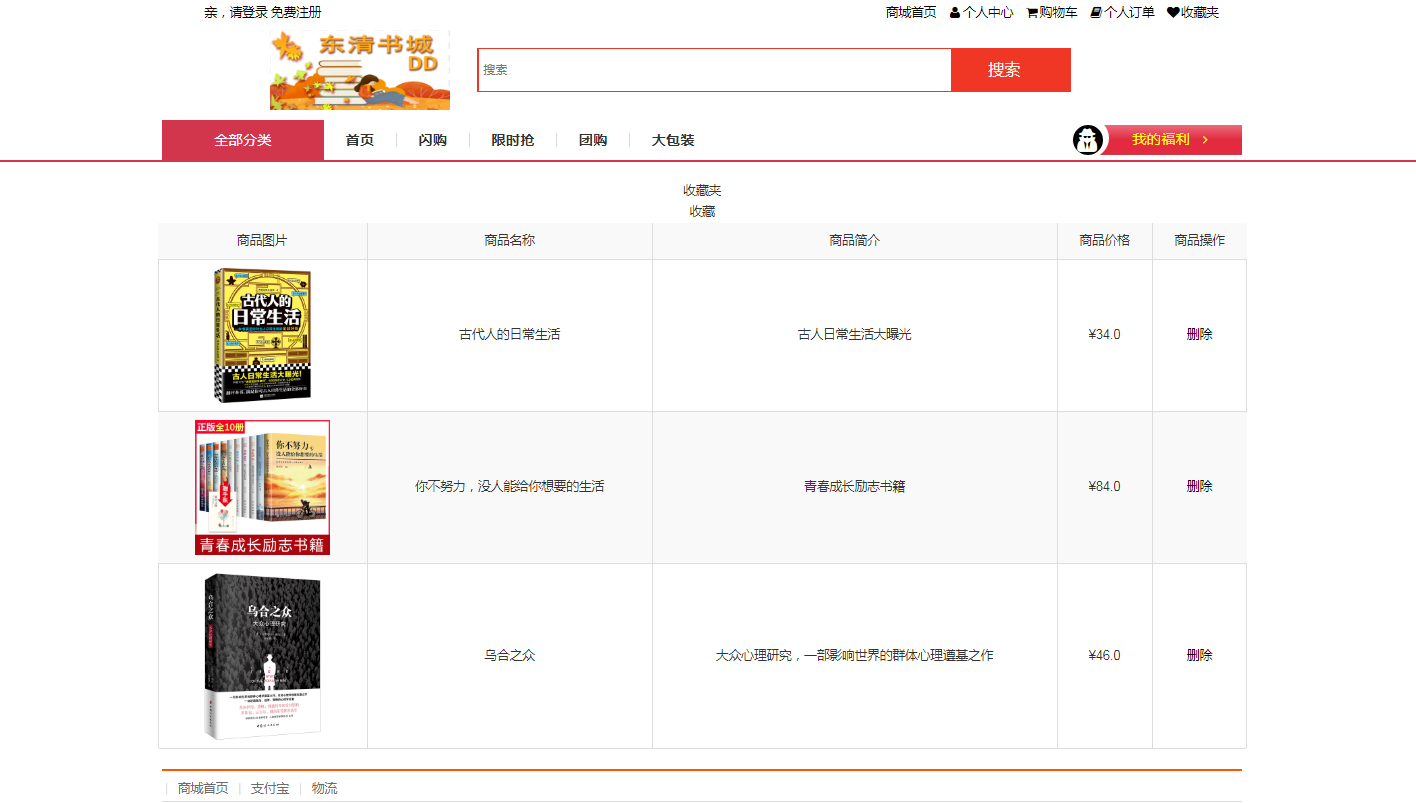 亲，请登录 免费注册
商城首页 个人中心 购物车 个人订单 收藏夹
东清书城
DD
搜索 搜索
全部分类 首页 闪购 限时抢 团购 大包装 我的福利 ›
收藏夹
收藏
商品图片 商品名称 商品简介 商品价格 商品操作
古代人的日常生活
古人日常生活大曝光！
古代人的日常生活 古人日常生活大曝光 ¥34.0 删除
正版全10册
你不努力，
没人能给你想要的生活
青春成长励志书籍
你不努力，没人能给你想要的生活 青春成长励志书籍 ¥84.0 删除
乌合之众
大众心理研究
乌合之众 大众心理研究，一部影响世界的群体心理遒基之作 ¥46.0 删除
| 商城首页 | 支付宝 | 物流